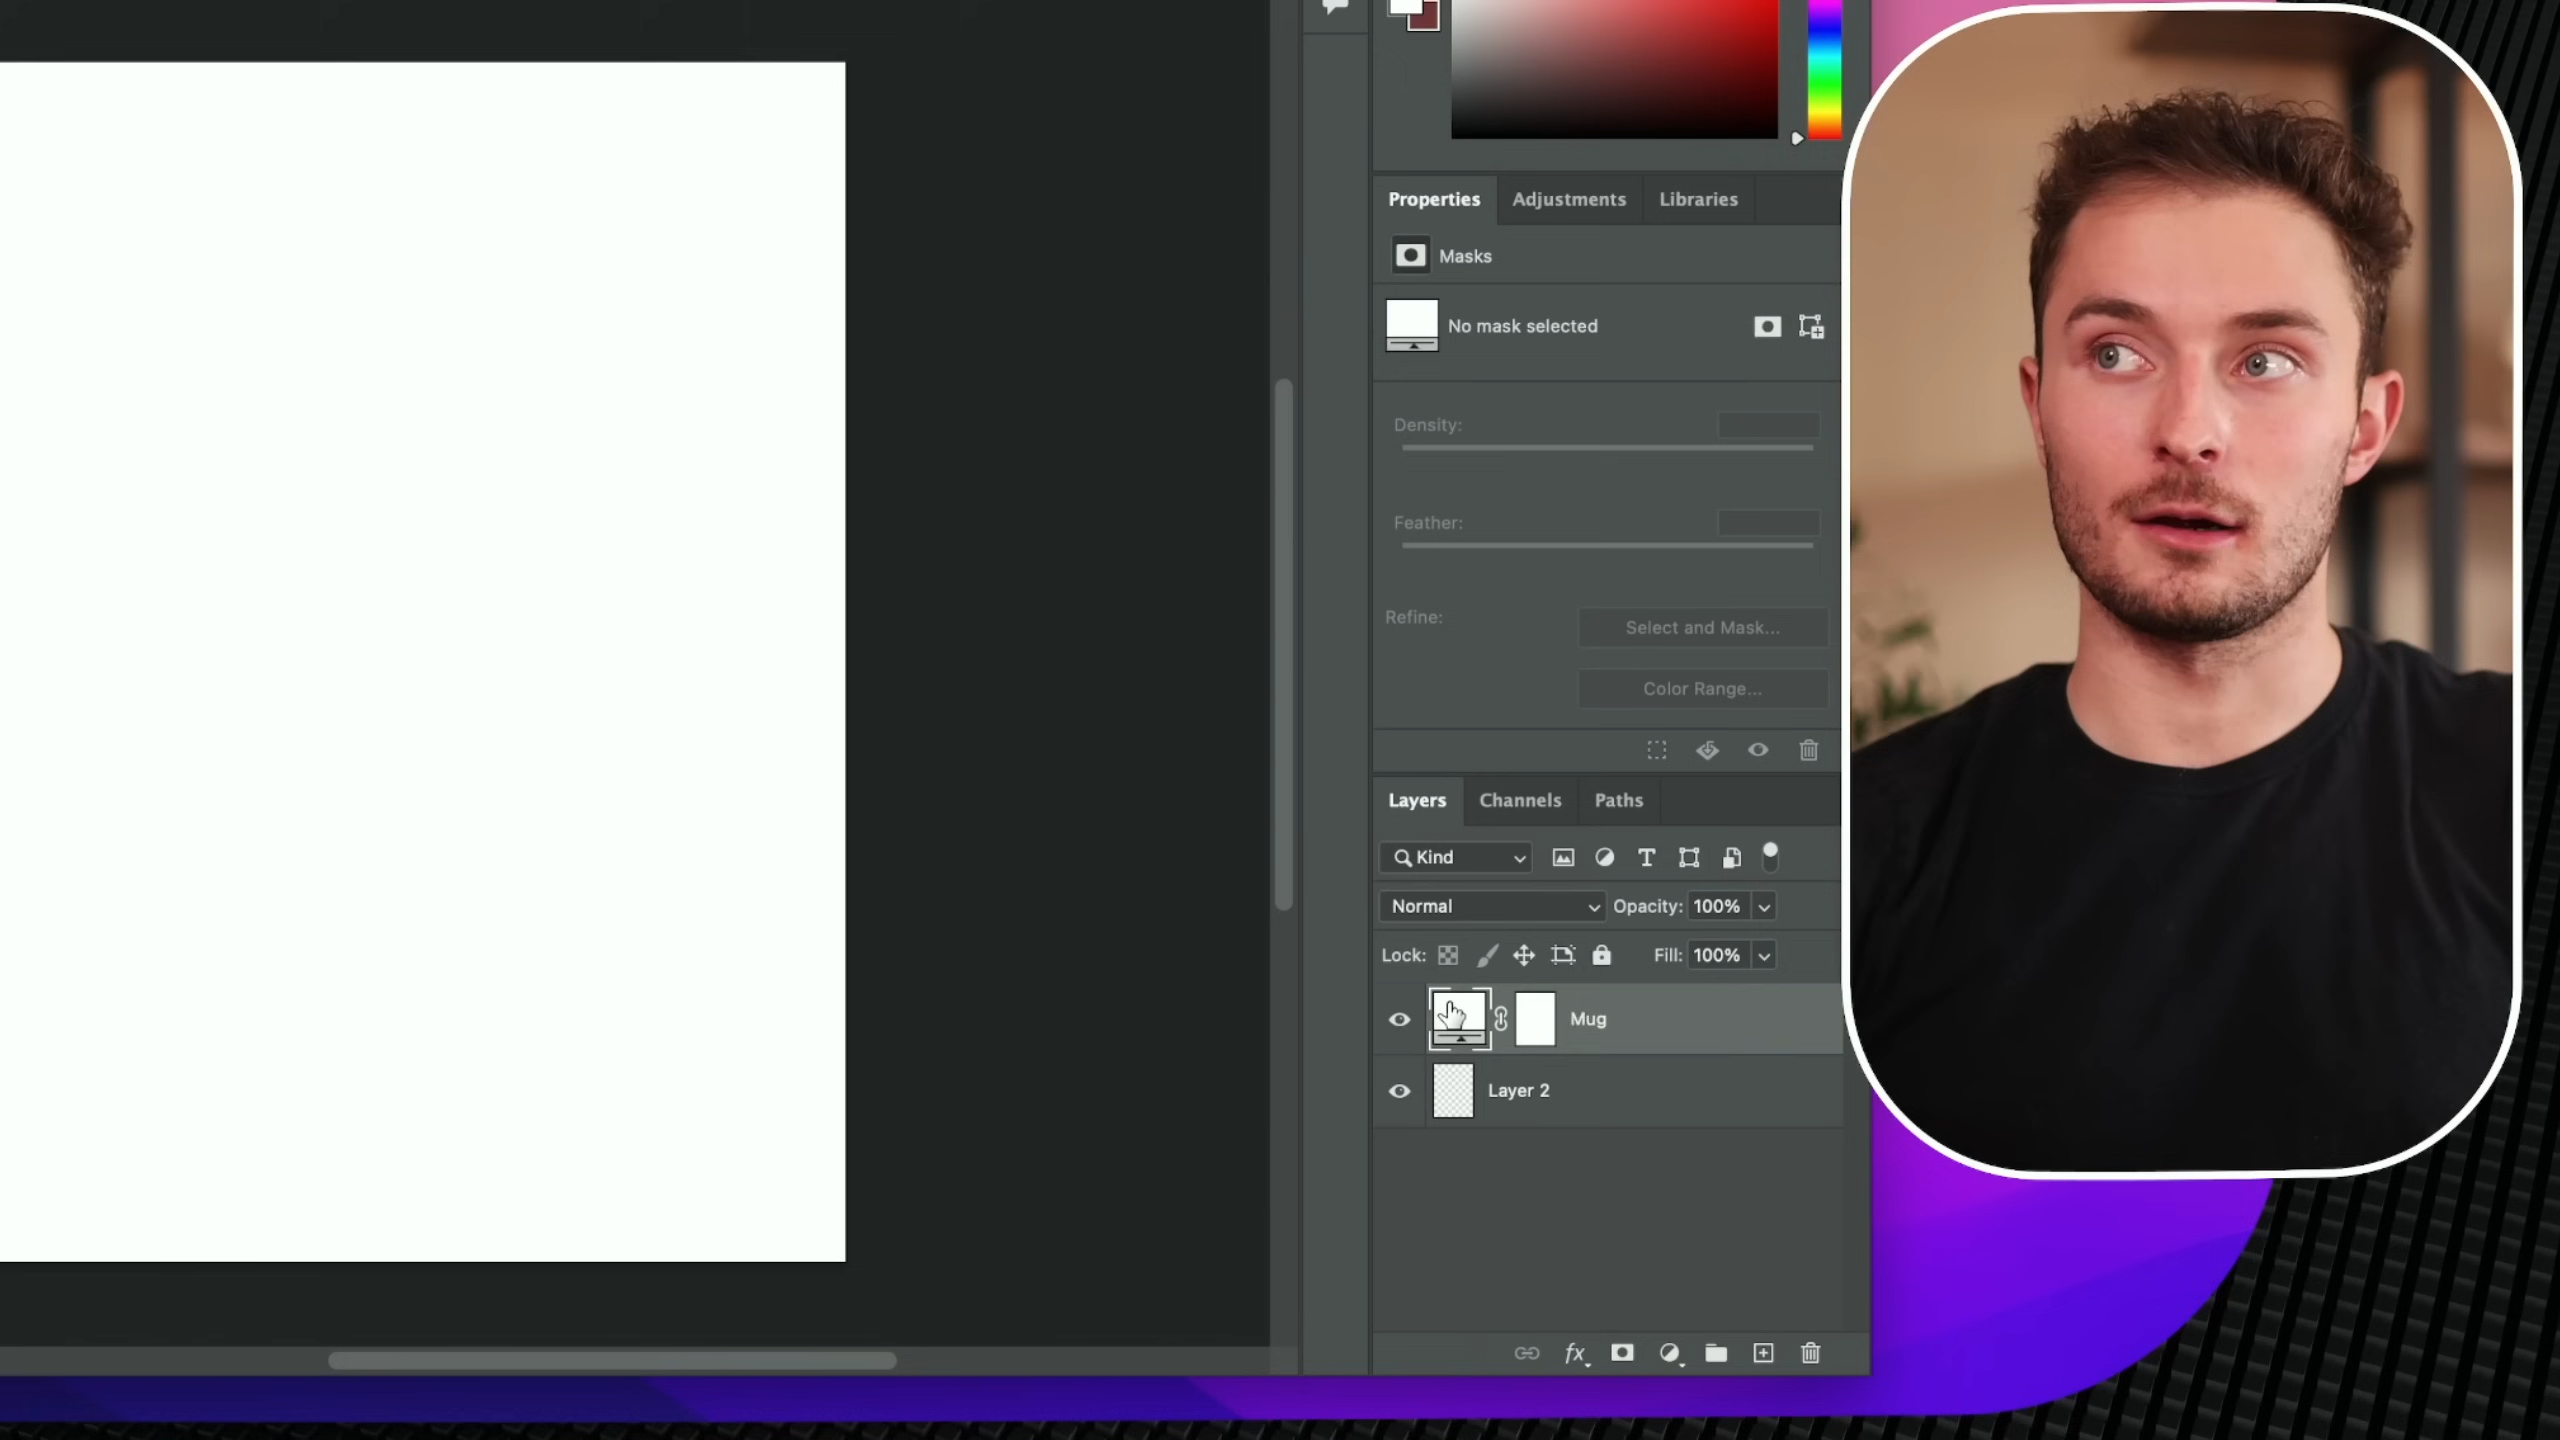 Properties Adjustments Libraries
Masks
No mask selected
Density:
Feather:
Refine: Select and Mask...
Color Range...
Layers Channels Paths
Kind
Normal Opacity: 100%
Lock: Fill: 100%
Mug
Layer 2
fx